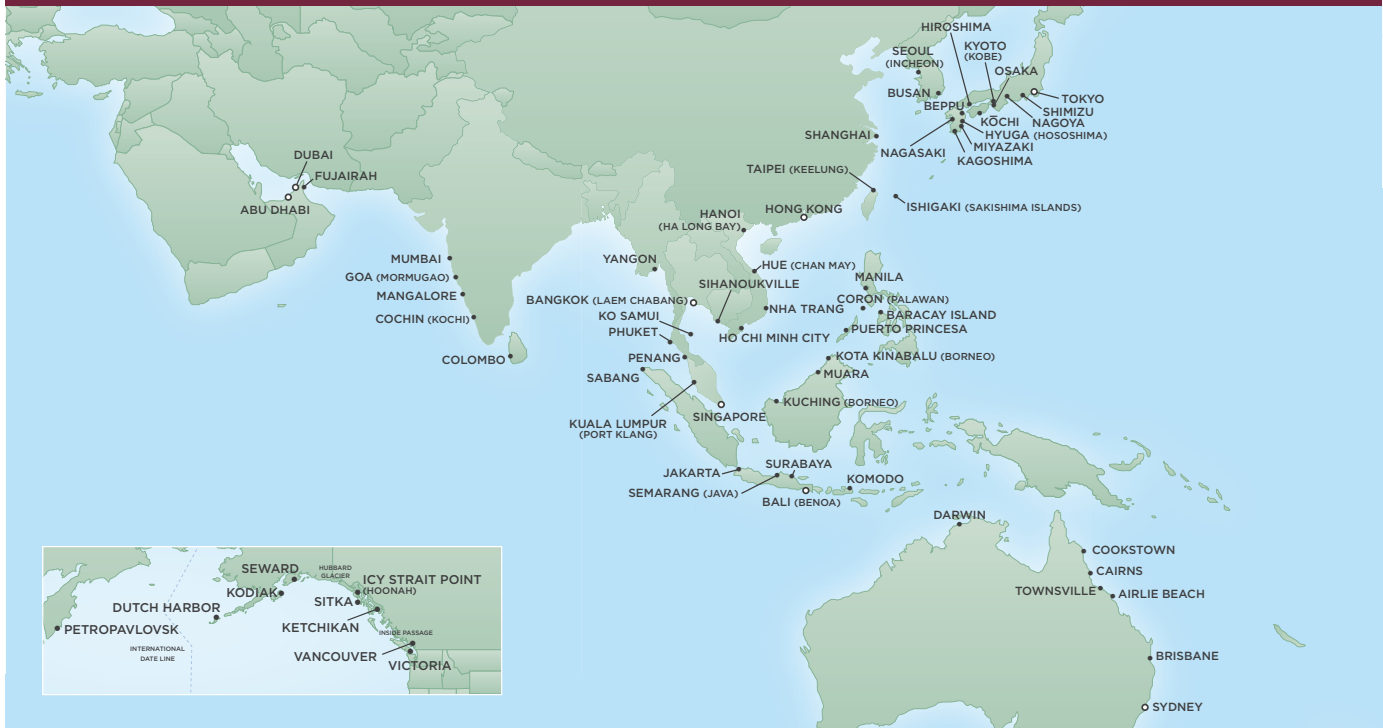 HIROSHIMA
SEOUL
(INCHEON)
KYOTO
(KOBE)
OSAKA
BUSAN
BEPPU
TOKYO
SHIMIZU
KŌCHI
NAGOYA
HYUGA (HOSOSHIMA)
MIYAZAKI
NAGASAKI
KAGOSHIMA
SHANGHAI
TAIPEI (KEELUNG)
ISHIGAKI (SAKISHIMA ISLANDS)
DUBAI
FUJAIRAH
ABU DHABI
HANOI
(HA LONG BAY)
HONG KONG
MUMBAI
GOA (MORMUGAO)
MANGALORE
COCHIN (KOCHI)
COLOMBO
YANGON
HUE (CHAN MAY)
SIHANOUKVILLE
MANILA
BANGKOK (LAEM CHABANG)
NHA TRANG
CORON (PALAWAN)
BARACAY ISLAND
KO SAMUI
PHUKET
HO CHI MINH CITY
PUERTO PRINCESA
PENANG
KOTA KINABALU (BORNEO)
SABANG
MUARA
KUCHING (BORNEO)
SINGAPORE
KUALA LUMPUR
(PORT KLANG)
JAKARTA
SURABAYA
SEMARANG (JAVA)
KOMODO
BALI (BENOA)
DARWIN
COOKSTOWN
CAIRNS
TOWNSVILLE
AIRLIE BEACH
BRISBANE
SYDNEY
SEWARD
HUBBARD
GLACIER
ICY STRAIT POINT
(HOONAH)
KODIAK
SITKA
DUTCH HARBOR
KETCHIKAN
PETROPAVLOVSK
INSIDE PASSAGE
INTERNATIONAL
DATE LINE
VANCOUVER
VICTORIA